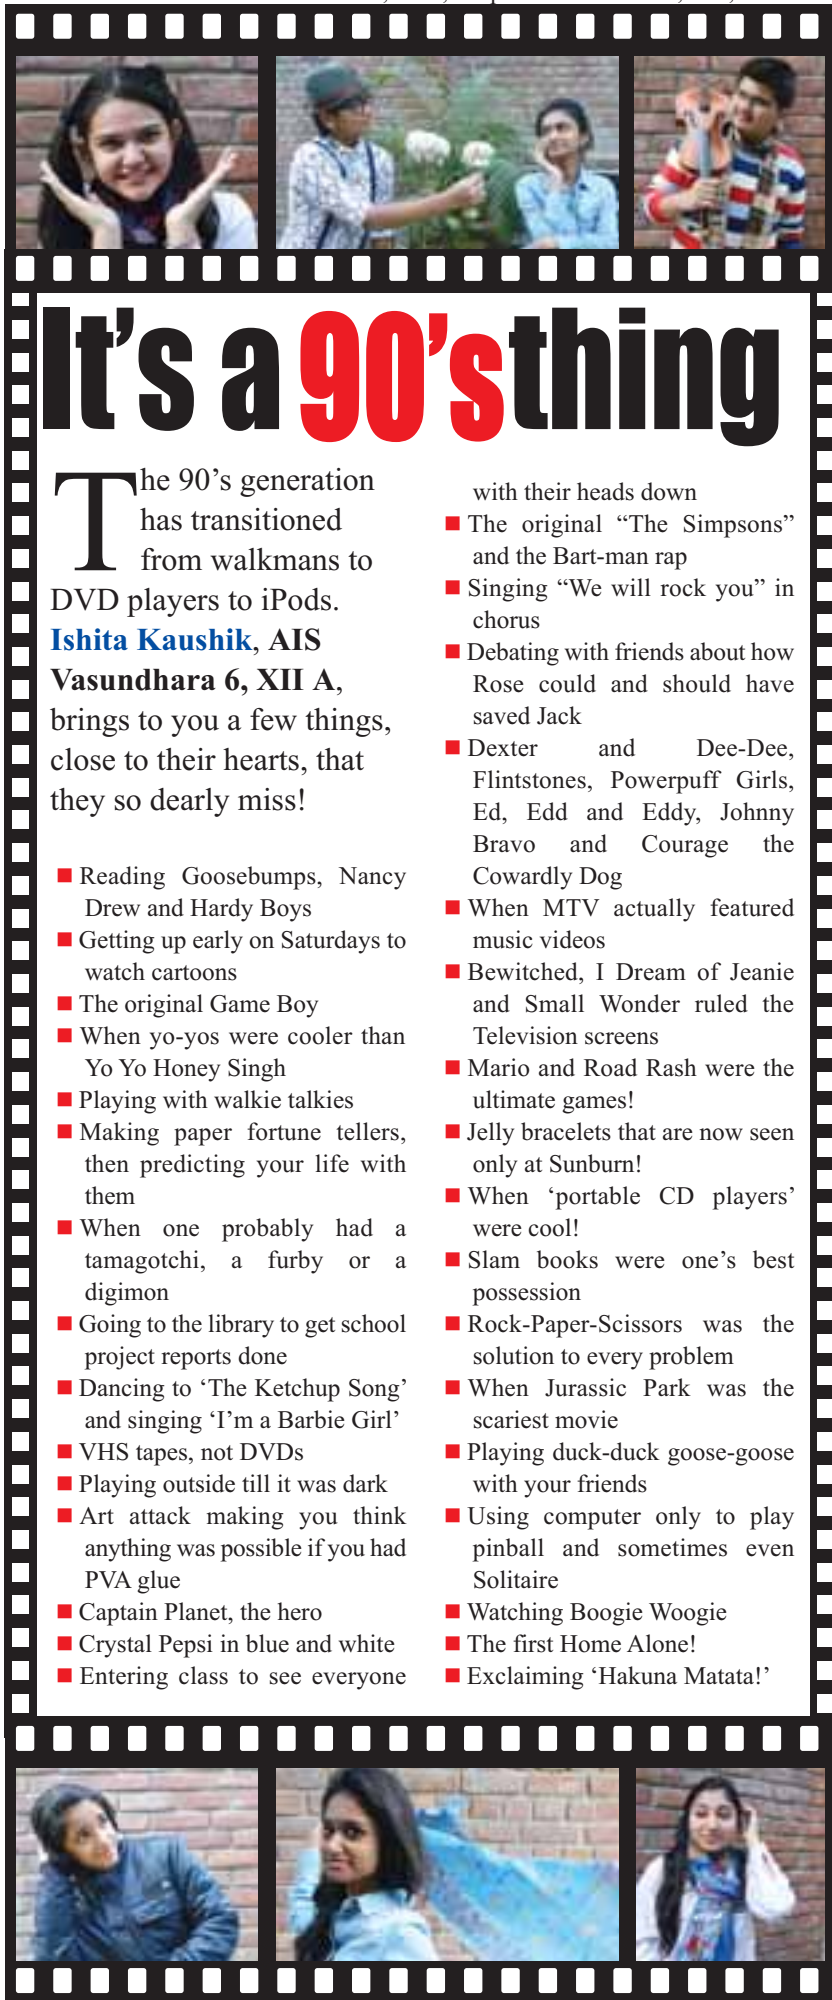 It's a 90's thing
The 90's generation
has transitioned
from walkmans to
DVD players to iPods.
Ishita Kaushik, AIS
Vasundhara 6, XII A,
brings to you a few things,
close to their hearts, that
they so dearly miss!
■ Reading Goosebumps, Nancy
Drew and Hardy Boys
■ Getting up early on Saturdays to
watch cartoons
■ The original Game Boy
■ When yo-yos were cooler than
Yo Yo Honey Singh
■ Playing with walkie talkies
■ Making paper fortune tellers,
then predicting your life with
them
■ When one probably had a
tamagotchi, a furby or a
digimon
■ Going to the library to get school
project reports done
■ Dancing to ‘The Ketchup Song’
and singing ‘I’m a Barbie Girl’
■ VHS tapes, not DVDs
■ Playing outside till it was dark
■ Art attack making you think
anything was possible if you had
PVA glue
■ Captain Planet, the hero
■ Crystal Pepsi in blue and white
■ Entering class to see everyone
with their heads down
■ The original “The Simpsons”
and the Bart-man rap
■ Singing “We will rock you” in
chorus
■ Debating with friends about how
Rose could and should have
saved Jack
■ Dexter and Dee-Dee,
Flintstones, Powerpuff Girls,
Ed, Edd and Eddy, Johnny
Bravo and Courage the
Cowardly Dog
■ When MTV actually featured
music videos
■ Bewitched, I Dream of Jeanie
and Small Wonder ruled the
Television screens
■ Mario and Road Rash were the
ultimate games!
■ Jelly bracelets that are now seen
only at Sunburn!
■ When ‘portable CD players’
were cool!
■ Slam books were one’s best
possession
■ Rock-Paper-Scissors was the
solution to every problem
■ When Jurassic Park was the
scariest movie
■ Playing duck-duck goose-goose
with your friends
■ Using computer only to play
pinball and sometimes even
Solitaire
■ Watching Boogie Woogie
■ The first Home Alone!
■ Exclaiming ‘Hakuna Matata!’